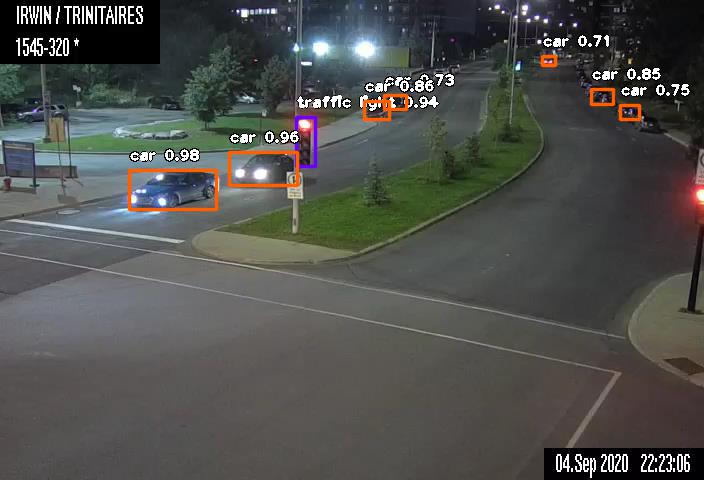 IRWIN / TRINITAIRES
1545-320 *
car 0.71
car 0.73
car 0.86
car 0.85
car 0.75
traffic light 0.94
car 0.96
car 0.98
04.Sep 2020 22:23:06